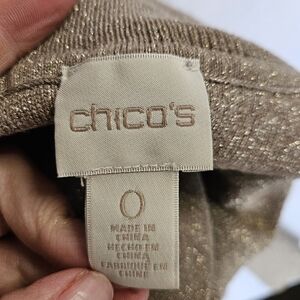 chico's
0
MADE IN
CHINA
HECHO EN
CHINA
FABRIQUÉ EN
CHINE